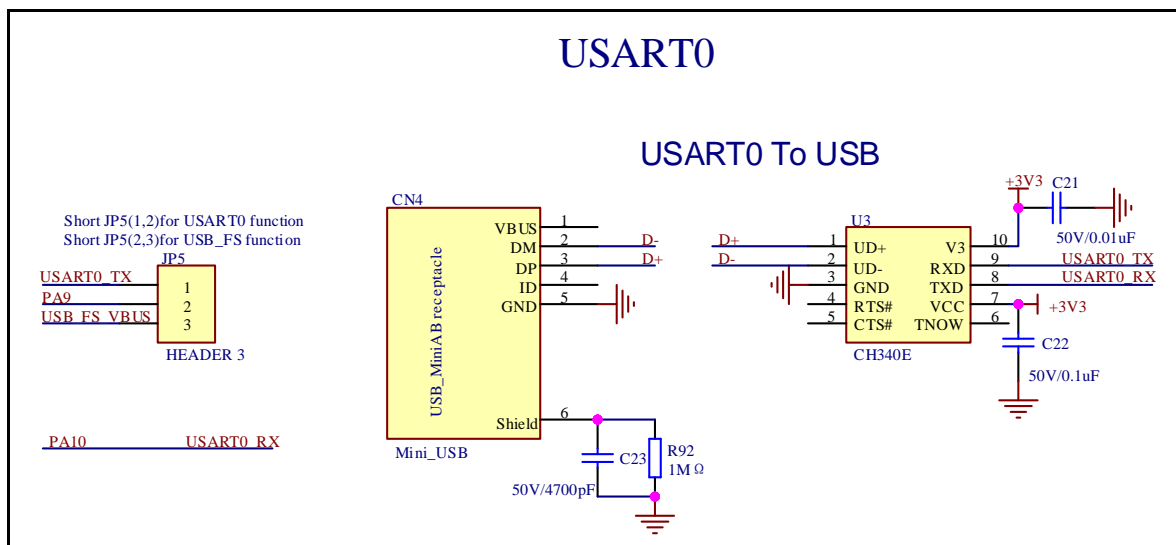 USART0
USART0 To USB
Short JP5(1,2)for USART0 function
Short JP5(2,3)for USB_FS function
JP5
USART0_TX
1
PA9
2
USB_FS_VBUS
3
HEADER 3
PA10
USART0_RX
CN4
USB_MiniAB receptacle
VBUS
1
DM
2
D-
DP
3
D+
ID
4
GND
5
Shield
6
Mini_USB
C23
50V/4700pF
R92
1MΩ
U3
D+
1
UD+
D-
2
UD-
3
GND
4
RTS#
5
CTS#
V3
10
RXD
9
USART0_TX
TXD
8
USART0_RX
VCC
7
TNOW
6
CH340E
+3V3
C21
50V/0.01uF
+3V3
C22
50V/0.1uF